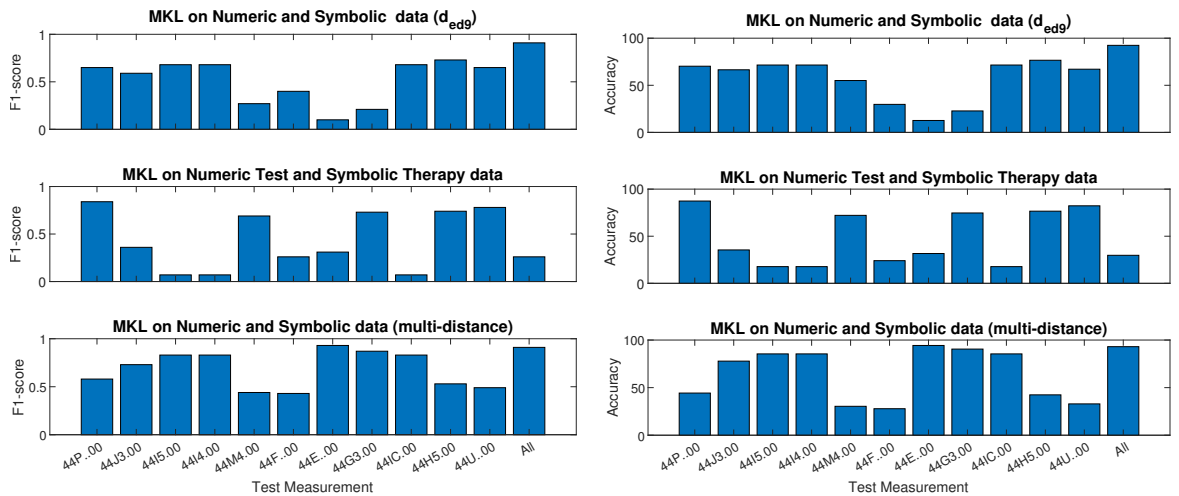 MKL on Numeric and Symbolic data (d_ed9)
1
0.5
0
F1-score
MKL on Numeric Test and Symbolic Therapy data
1
0.5
0
F1-score
MKL on Numeric and Symbolic data (multi-distance)
1
0.5
0
F1-score
44P..00 44J3.00 44I5.00 44I4.00 44M4.00 44F..00 44E..00 44G3.00 44IC.00 44H5.00 44U..00 All
Test Measurement
MKL on Numeric and Symbolic data (d_ed9)
100
50
0
Accuracy
MKL on Numeric Test and Symbolic Therapy data
100
50
0
Accuracy
MKL on Numeric and Symbolic data (multi-distance)
100
50
0
Accuracy
44P..00 44J3.00 44I5.00 44I4.00 44M4.00 44F..00 44E..00 44G3.00 44IC.00 44H5.00 44U..00 All
Test Measurement